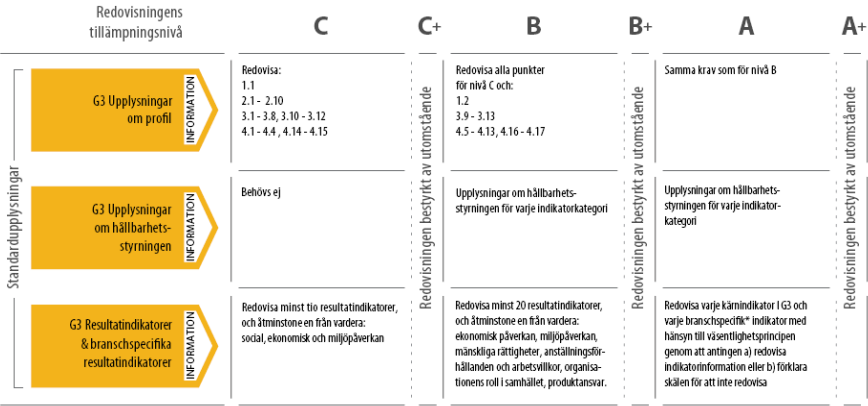 Redovisningens
tillämpningsnivå
C
C+
B
B+
A
A+
Standardupplysningar
G3 Upplysningar
om profil
INFORMATION
Redovisa:
1.1
2.1 - 2.10
3.1 - 3.8, 3.10 - 3.12
4.1 - 4.4 , 4.14 - 4.15
Redovisa alla punkter
för nivå C och:
1.2
3.9 - 3.13
4.5 - 4.13, 4.16 - 4.17
Samma krav som för nivå B
G3 Upplysningar
om hållbarhets-
styrningen
INFORMATION
Behövs ej
Upplysningar om hållbarhets-
styrningen för varje indikatorkategori
Upplysningar om hållbarhets-
styrningen för varje indikator-
kategori
G3 Resultatindikatorer
& branschspecifika
resultatindikatorer
INFORMATION
Redovisa minst tio resultatindikatorer,
och åtminstone en från vardera:
social, ekonomisk och miljöpåverkan
Redovisa minst 20 resultatindikatorer,
och åtminstone en från vardera:
ekonomisk påverkan, miljöpåverkan,
mänskliga rättigheter, anställningsför-
hållanden och arbetsvillkor, organisa-
tionens roll i samhället, produktansvar.
Redovisa varje kärnindikator I G3 och
varje branschspecifik* indikator med
hänsyn till väsentlighetsprincipen
genom att antingen a) redovisa
indikatorinformation eller b) förklara
skälen för att inte redovisa
Redovisningen bestyrkt av utomstående
Redovisningen bestyrkt av utomstående
Redovisningen bestyrkt av utomstående